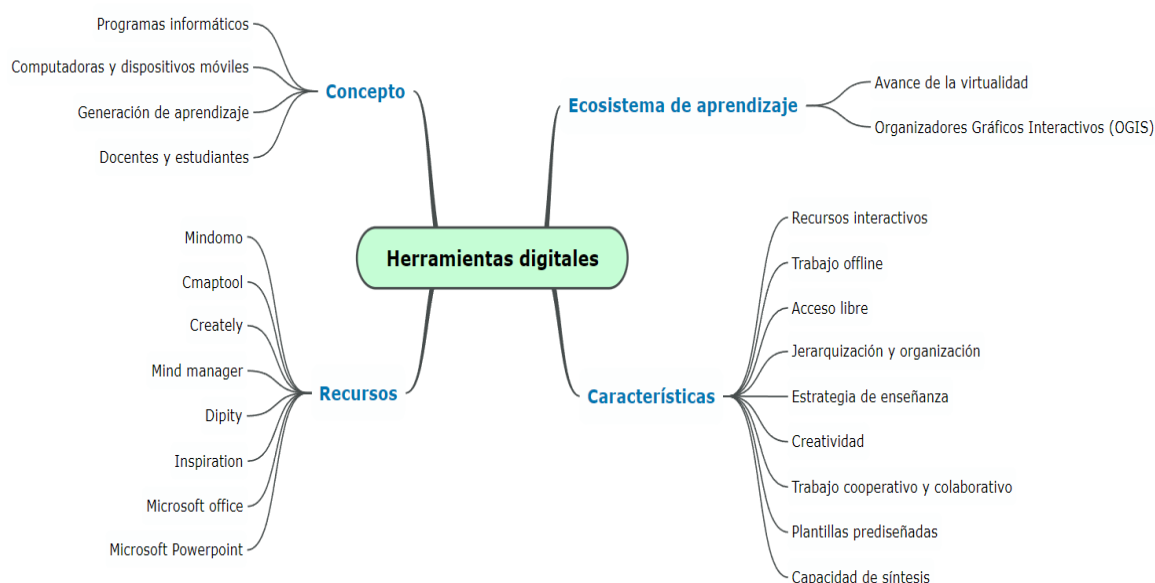 Herramientas digitales
Concepto
Programas informáticos
Computadoras y dispositivos móviles
Generación de aprendizaje
Docentes y estudiantes
Ecosistema de aprendizaje
Avance de la virtualidad
Organizadores Gráficos Interactivos (OGIS)
Recursos
Mindomo
Cmaptool
Creately
Mind manager
Dipity
Inspiration
Microsoft office
Microsoft Powerpoint
Características
Recursos interactivos
Trabajo offline
Acceso libre
Jerarquización y organización
Estrategia de enseñanza
Creatividad
Trabajo cooperativo y colaborativo
Plantillas prediseñadas
Capacidad de síntesis